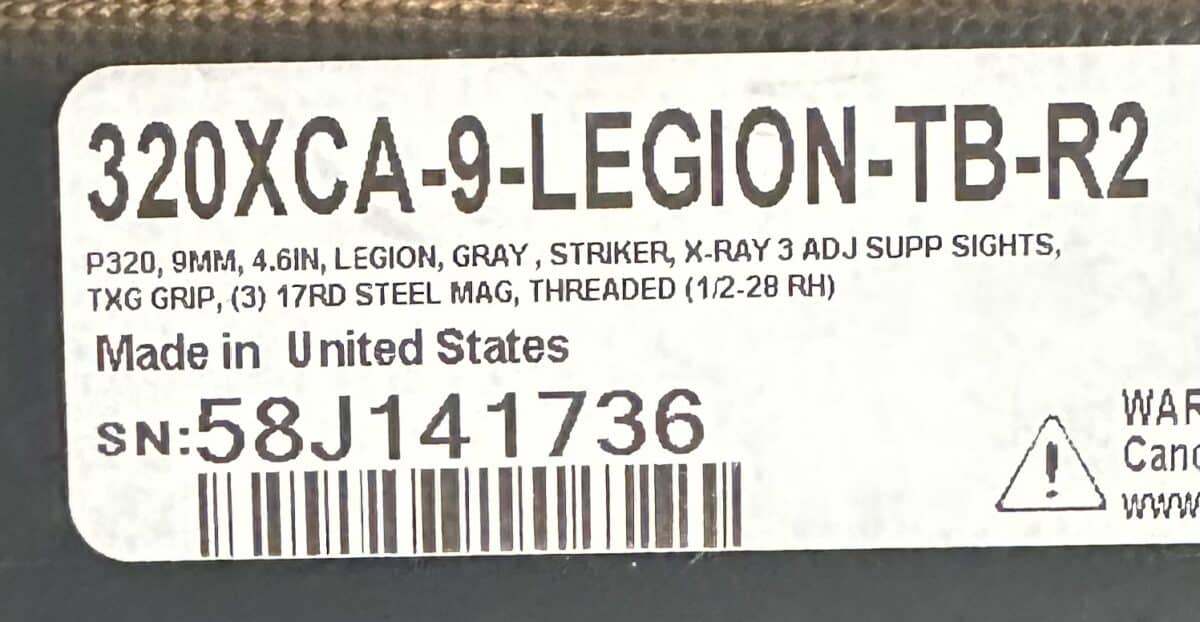 320XCA-9-LEGION-TB-R2
P320, 9MM, 4.6IN, LEGION, GRAY , STRIKER, X-RAY 3 ADJ SUPP SIGHTS,
TXG GRIP, (3) 17RD STEEL MAG, THREADED (1/2-28 RH)
Made in United States
SN:58J141736